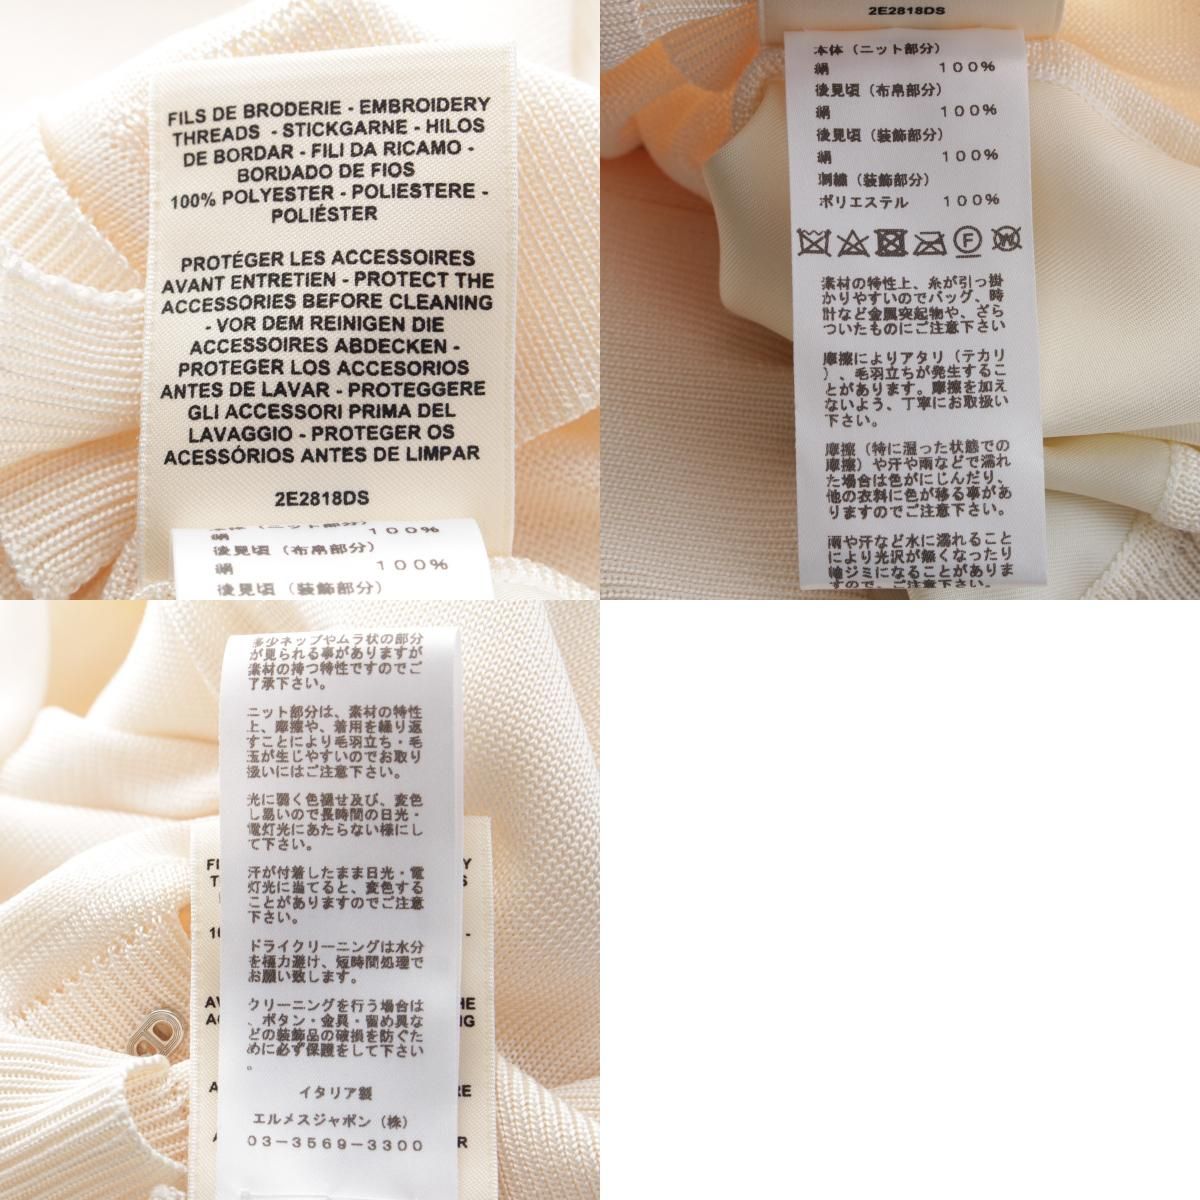 FILS DE BRODERIE - EMBROIDERY
THREADS - STICKGARNE - HILOS
DE BORDAR - FILI DA RICAMO -
BORDADO DE FIOS
100% POLYESTER - POLIESTERE -
POLIÉSTER
PROTÉGER LES ACCESSOIRES
AVANT ENTRETIEN - PROTECT THE
ACCESSORIES BEFORE CLEANING
- VOR DEM REINIGEN DIE
ACCESSOIRES ABDECKEN -
PROTEGER LOS ACCESORIOS
ANTES DE LAVAR - PROTEGGERE
GLI ACCESSORI PRIMA DEL
LAVAGGIO - PROTEGER OS
ACESSÓRIOS ANTES DE LIMPAR
2E2818DS
本体（ニット部分）
絹 100%
後見頃（布帛部分）
絹 100%
後見頃（装飾部分）
2E2818DS
本体（ニット部分）
絹 100%
後見頃（布帛部分）
絹 100%
後見頃（装飾部分）
絹 100%
刺繍（装飾部分）
ポリエステル 100%
F W
素材の特性上、糸が引っ掛
かりやすいのでバッグ、時
計など金属突起物や、ざら
ついたものにご注意下さい
摩擦によりアタリ（テカリ
）、毛羽立ちが発生するこ
とがあります。摩擦を加え
ないよう、丁寧にお取扱い
下さい。
摩擦（特に湿った状態での
摩擦）や汗や雨などで濡れ
た場合は色がにじんだり、
他の衣料に色が移る事があ
りますのでご注意下さい。
雨や汗など水に濡れること
により光沢が無くなったり
輪ジミになることがありま
すので、ご注意下さい。
多少ネップやムラ状の部分
が見られる事がありますが
素材の持つ特性ですのでご
了承下さい。
ニット部分は、素材の特性
上、摩擦や、着用を繰り返
すことにより毛羽立ち・毛
玉が生じやすいのでお取り
扱いにはご注意下さい。
光に弱く色褪せ及び、変色
し易いので長時間の日光・
電灯光にあたらない様にし
て下さい。
汗が付着したまま日光・電
灯光に当てると、変色する
ことがありますのでご注意
下さい。
ドライクリーニングは水分
を極力避け、短時間処理で
お願い致します。
クリーニングを行う場合は
、ボタン・金具・留め具な
どの装飾品の破損を防ぐた
めに必ず保護をして下さい
。
イタリア製
エルメスジャポン（株）
03-3569-3300